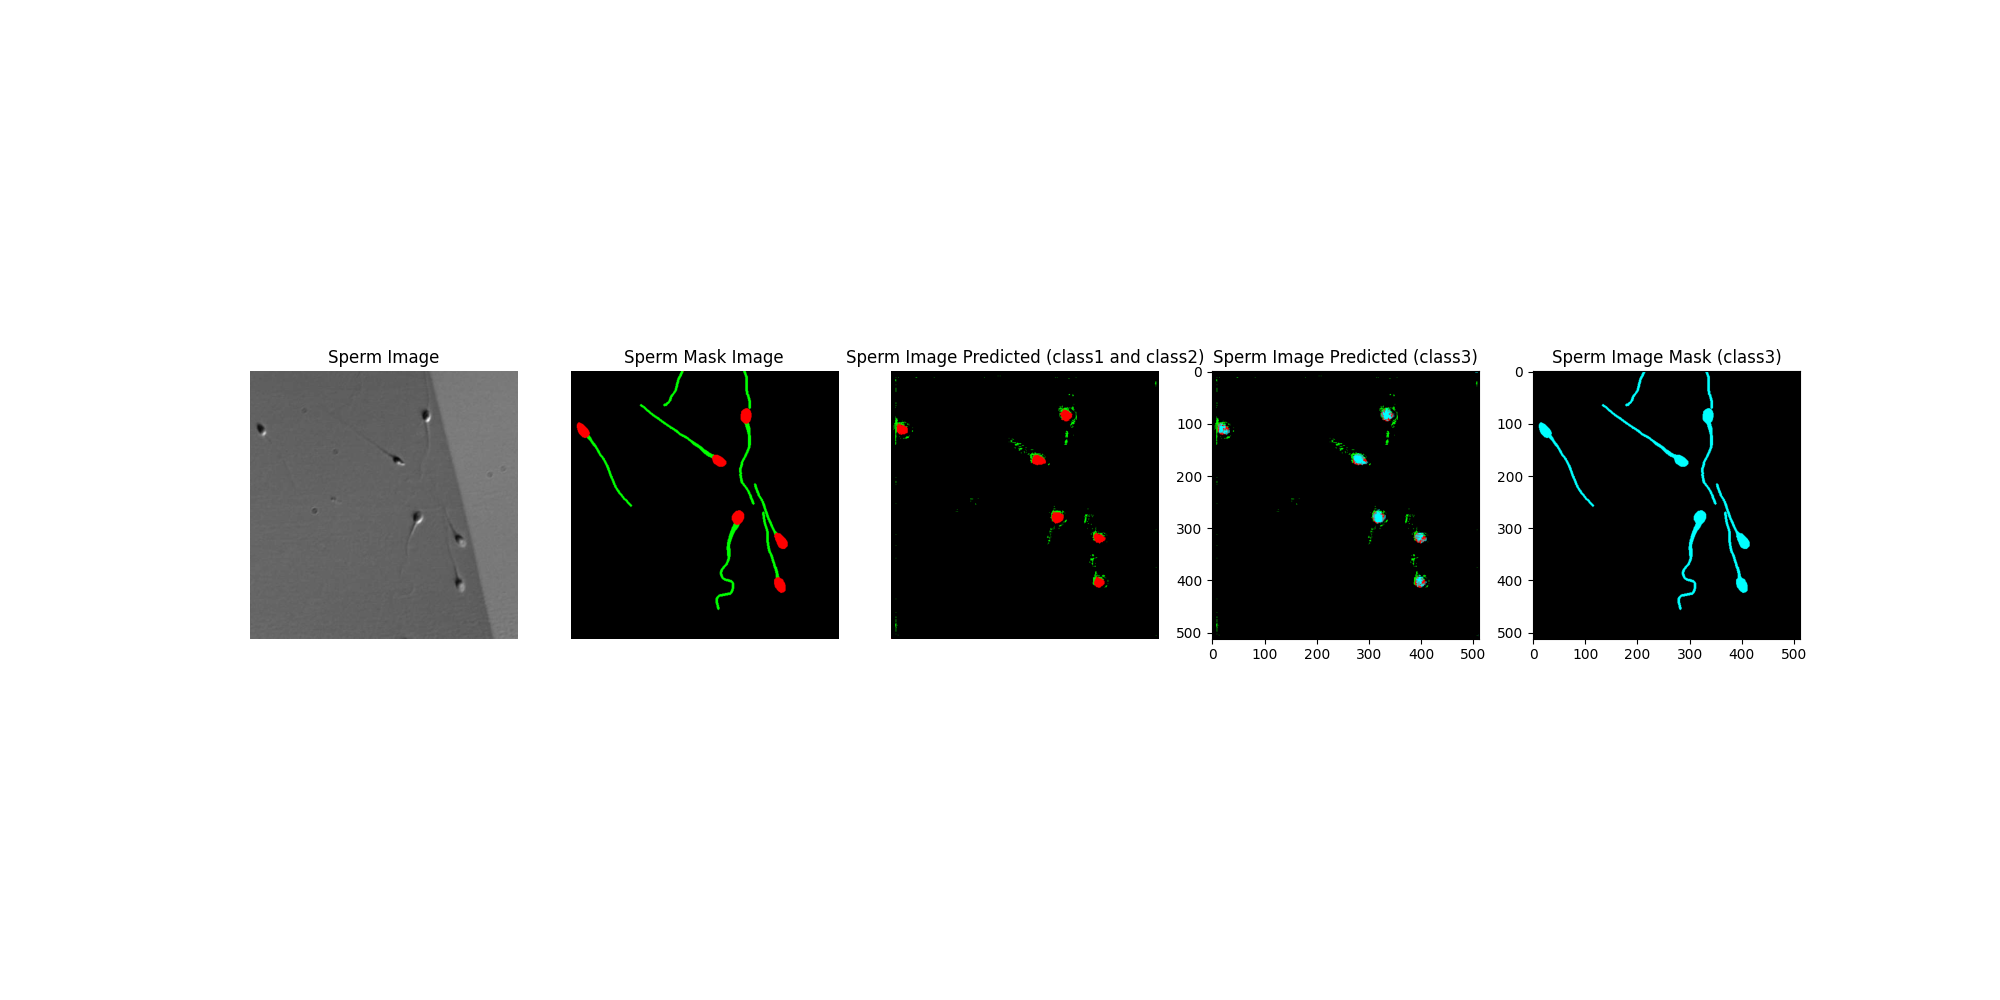 Sperm Image
Sperm Mask Image
Sperm Image Predicted (class1 and class2)
Sperm Image Predicted (class3)
Sperm Image Mask (class3)
0
100
200
300
400
500
0 100 200 300 400 500
0
100
200
300
400
500
0 100 200 300 400 500